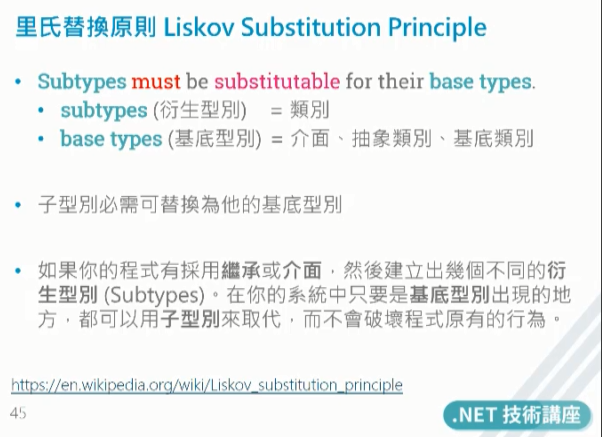 里氏替換原則 Liskov Substitution Principle
• Subtypes must be substitutable for their base types.
• subtypes (衍生型別) = 類別
• base types (基底型別) = 介面、抽象類別、基底類別
• 子型別必需可替換為他的基底型別
• 如果你的程式有採用繼承或介面，然後建立出幾個不同的衍
生型別 (Subtypes)。在你的系統中只要是基底型別出現的地
方，都可以用子型別來取代，而不會破壞程式原有的行為。
https://en.wikipedia.org/wiki/Liskov_substitution_principle
45
.NET 技術講座